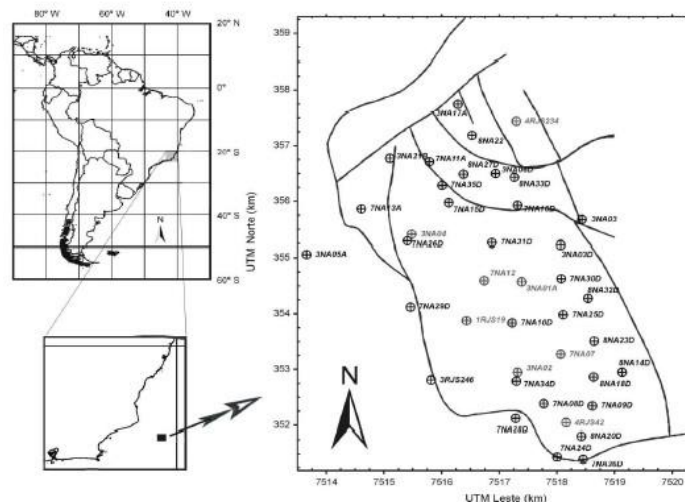 80° W 60° W 40° W
20° N
0°
20° S
40° S
60° S
N
UTM Norte (km)
359
358
357
356
355
354
353
352
3NA17A
4RJS234
8NA22
3NA21D
7NA11A
8NA27D
3NA06D
8NA33D
7NA35D
7NA13A
7NA15D
7NA16D
3NA03
3NA04
7NA26D
7NA31D
3NA03D
3NA05A
7NA12
3NA01A
7NA30D
8NA32D
7NA29D
1RJS19
7NA10D
7NA25D
8NA23D
7NA07
3RJS246
3NA02
7NA34D
8NA14D
8NA18D
7NA08D
7NA09D
7NA28D
4RJS42
8NA20D
7NA24D
7NA36D
N
7514 7515 7516 7517 7518 7519 7520
UTM Leste (km)